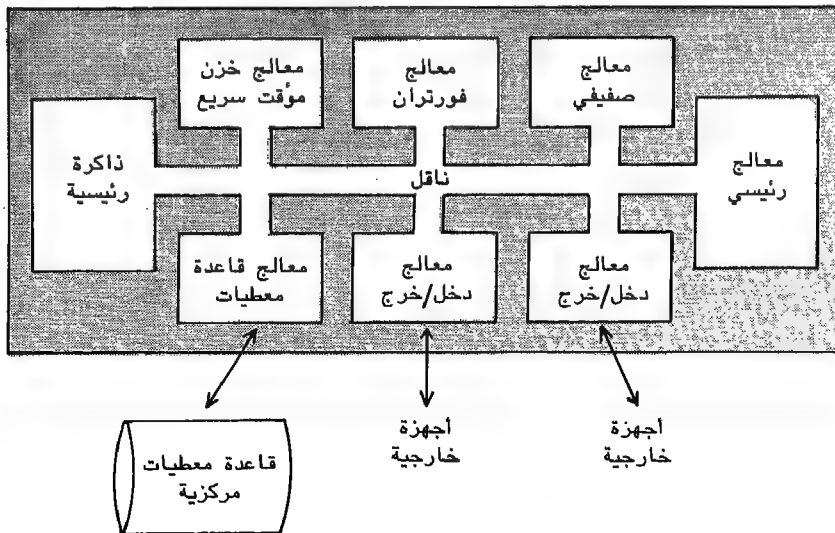 معالج
صفيفي
معالج
فورتران
معالج خزن
مؤقت سريع
معالج
رئيسي
ناقل
ذاكرة
رئيسية
معالج
دخل/خرج
معالج
دخل/خرج
معالج قاعدة
معطيات
أجهزة
خارجية
أجهزة
خارجية
قاعدة معطيات
مركزية